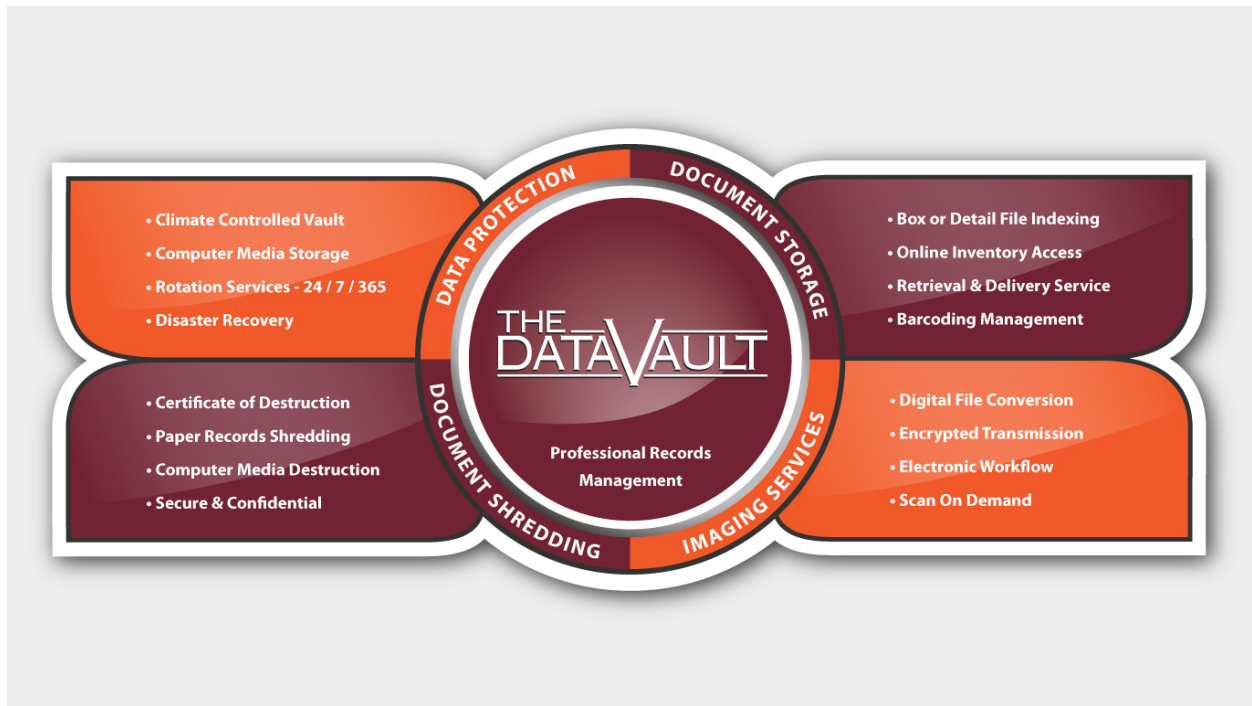 DATA PROTECTION
• Climate Controlled Vault
• Computer Media Storage
• Rotation Services - 24 / 7 / 365
• Disaster Recovery
DOCUMENT STORAGE
• Box or Detail File Indexing
• Online Inventory Access
• Retrieval & Delivery Service
• Barcoding Management
THE
DATAVAULT
Professional Records
Management
DOCUMENT SHREDDING
• Certificate of Destruction
• Paper Records Shredding
• Computer Media Destruction
• Secure & Confidential
IMAGING SERVICES
• Digital File Conversion
• Encrypted Transmission
• Electronic Workflow
• Scan On Demand